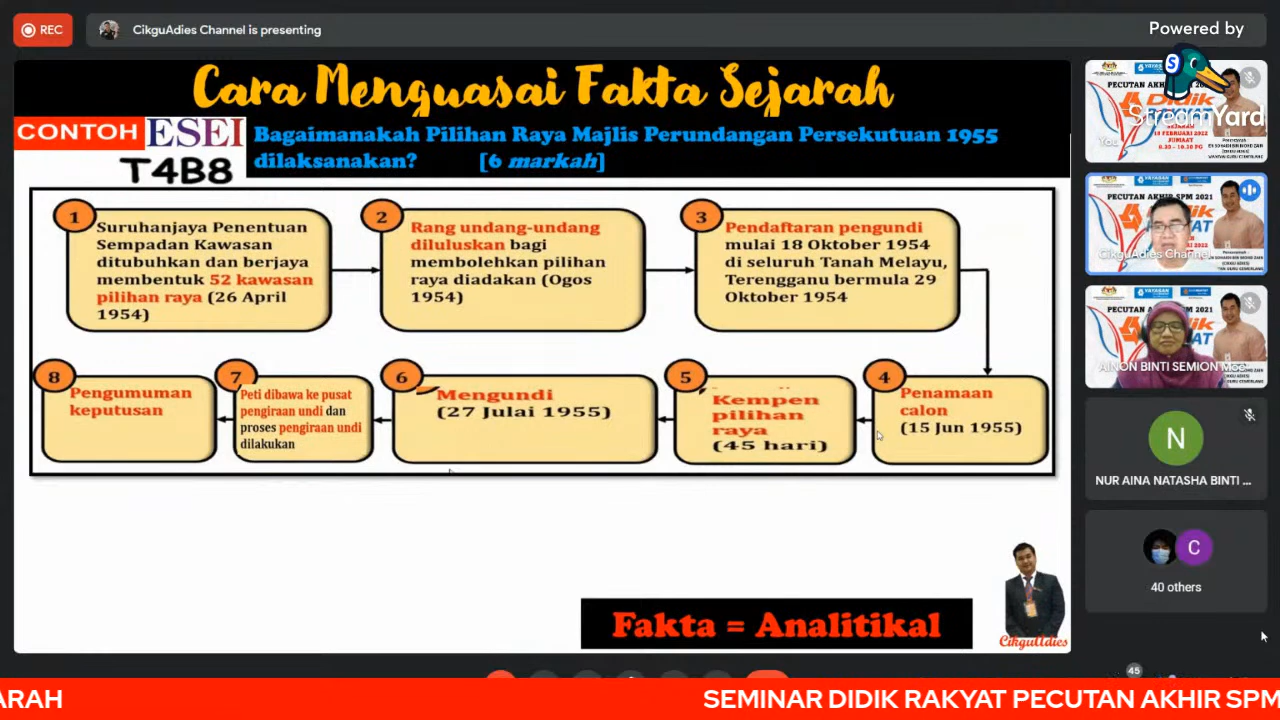 REC
CikguAdies Channel is presenting
Powered by
StreamYard
Cara Menguasai Fakta Sejarah
CONTOH ESEI
T4B8
Bagaimanakah Pilihan Raya Majlis Perundangan Persekutuan 1955
dilaksanakan? [6 markah]
1
Suruhanjaya Penentuan
Sempadan Kawasan
ditubuhkan dan berjaya
membentuk 52 kawasan
pilihan raya (26 April
1954)
2
Rang undang-undang
diluluskan bagi
membolehkan pilihan
raya diadakan (Ogos
1954)
3
Pendaftaran pengundi
mulai 18 Oktober 1954
di seluruh Tanah Melayu,
Terengganu bermula 29
Oktober 1954
4
Penamaan
calon
(15 Jun 1955)
5
Kempen
pilihan
raya
(45 hari)
6
Mengundi
(27 Julai 1955)
7
Peti dibawa ke pusat
pengiraan undi dan
proses pengiraan undi
dilakukan
8
Pengumuman
keputusan
Fakta = Analitikal
CikguAdies
You
CikguAdies Channel
AINON BINTI SEMION
N
NUR AINA NATASHA BINTI ...
C
40 others
45
ARAH
SEMINAR DIDIK RAKYAT PECUTAN AKHIR SPM